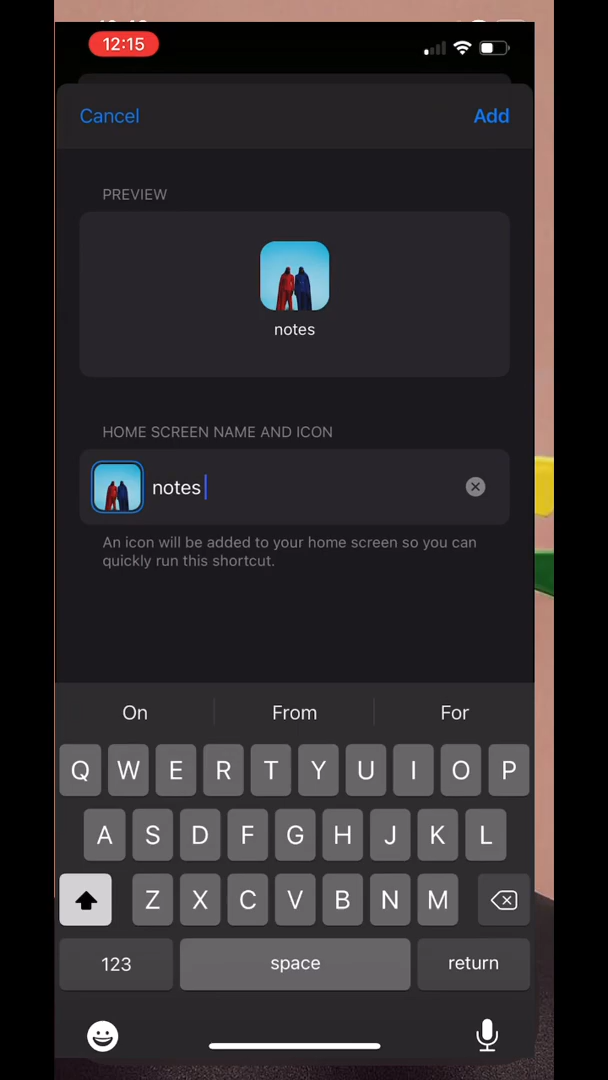 12:15
Cancel Add
PREVIEW
notes
HOME SCREEN NAME AND ICON
notes
An icon will be added to your home screen so you can
quickly run this shortcut.
On From For
Q W E R T Y U I O P
A S D F G H J K L
Z X C V B N M
123 space return